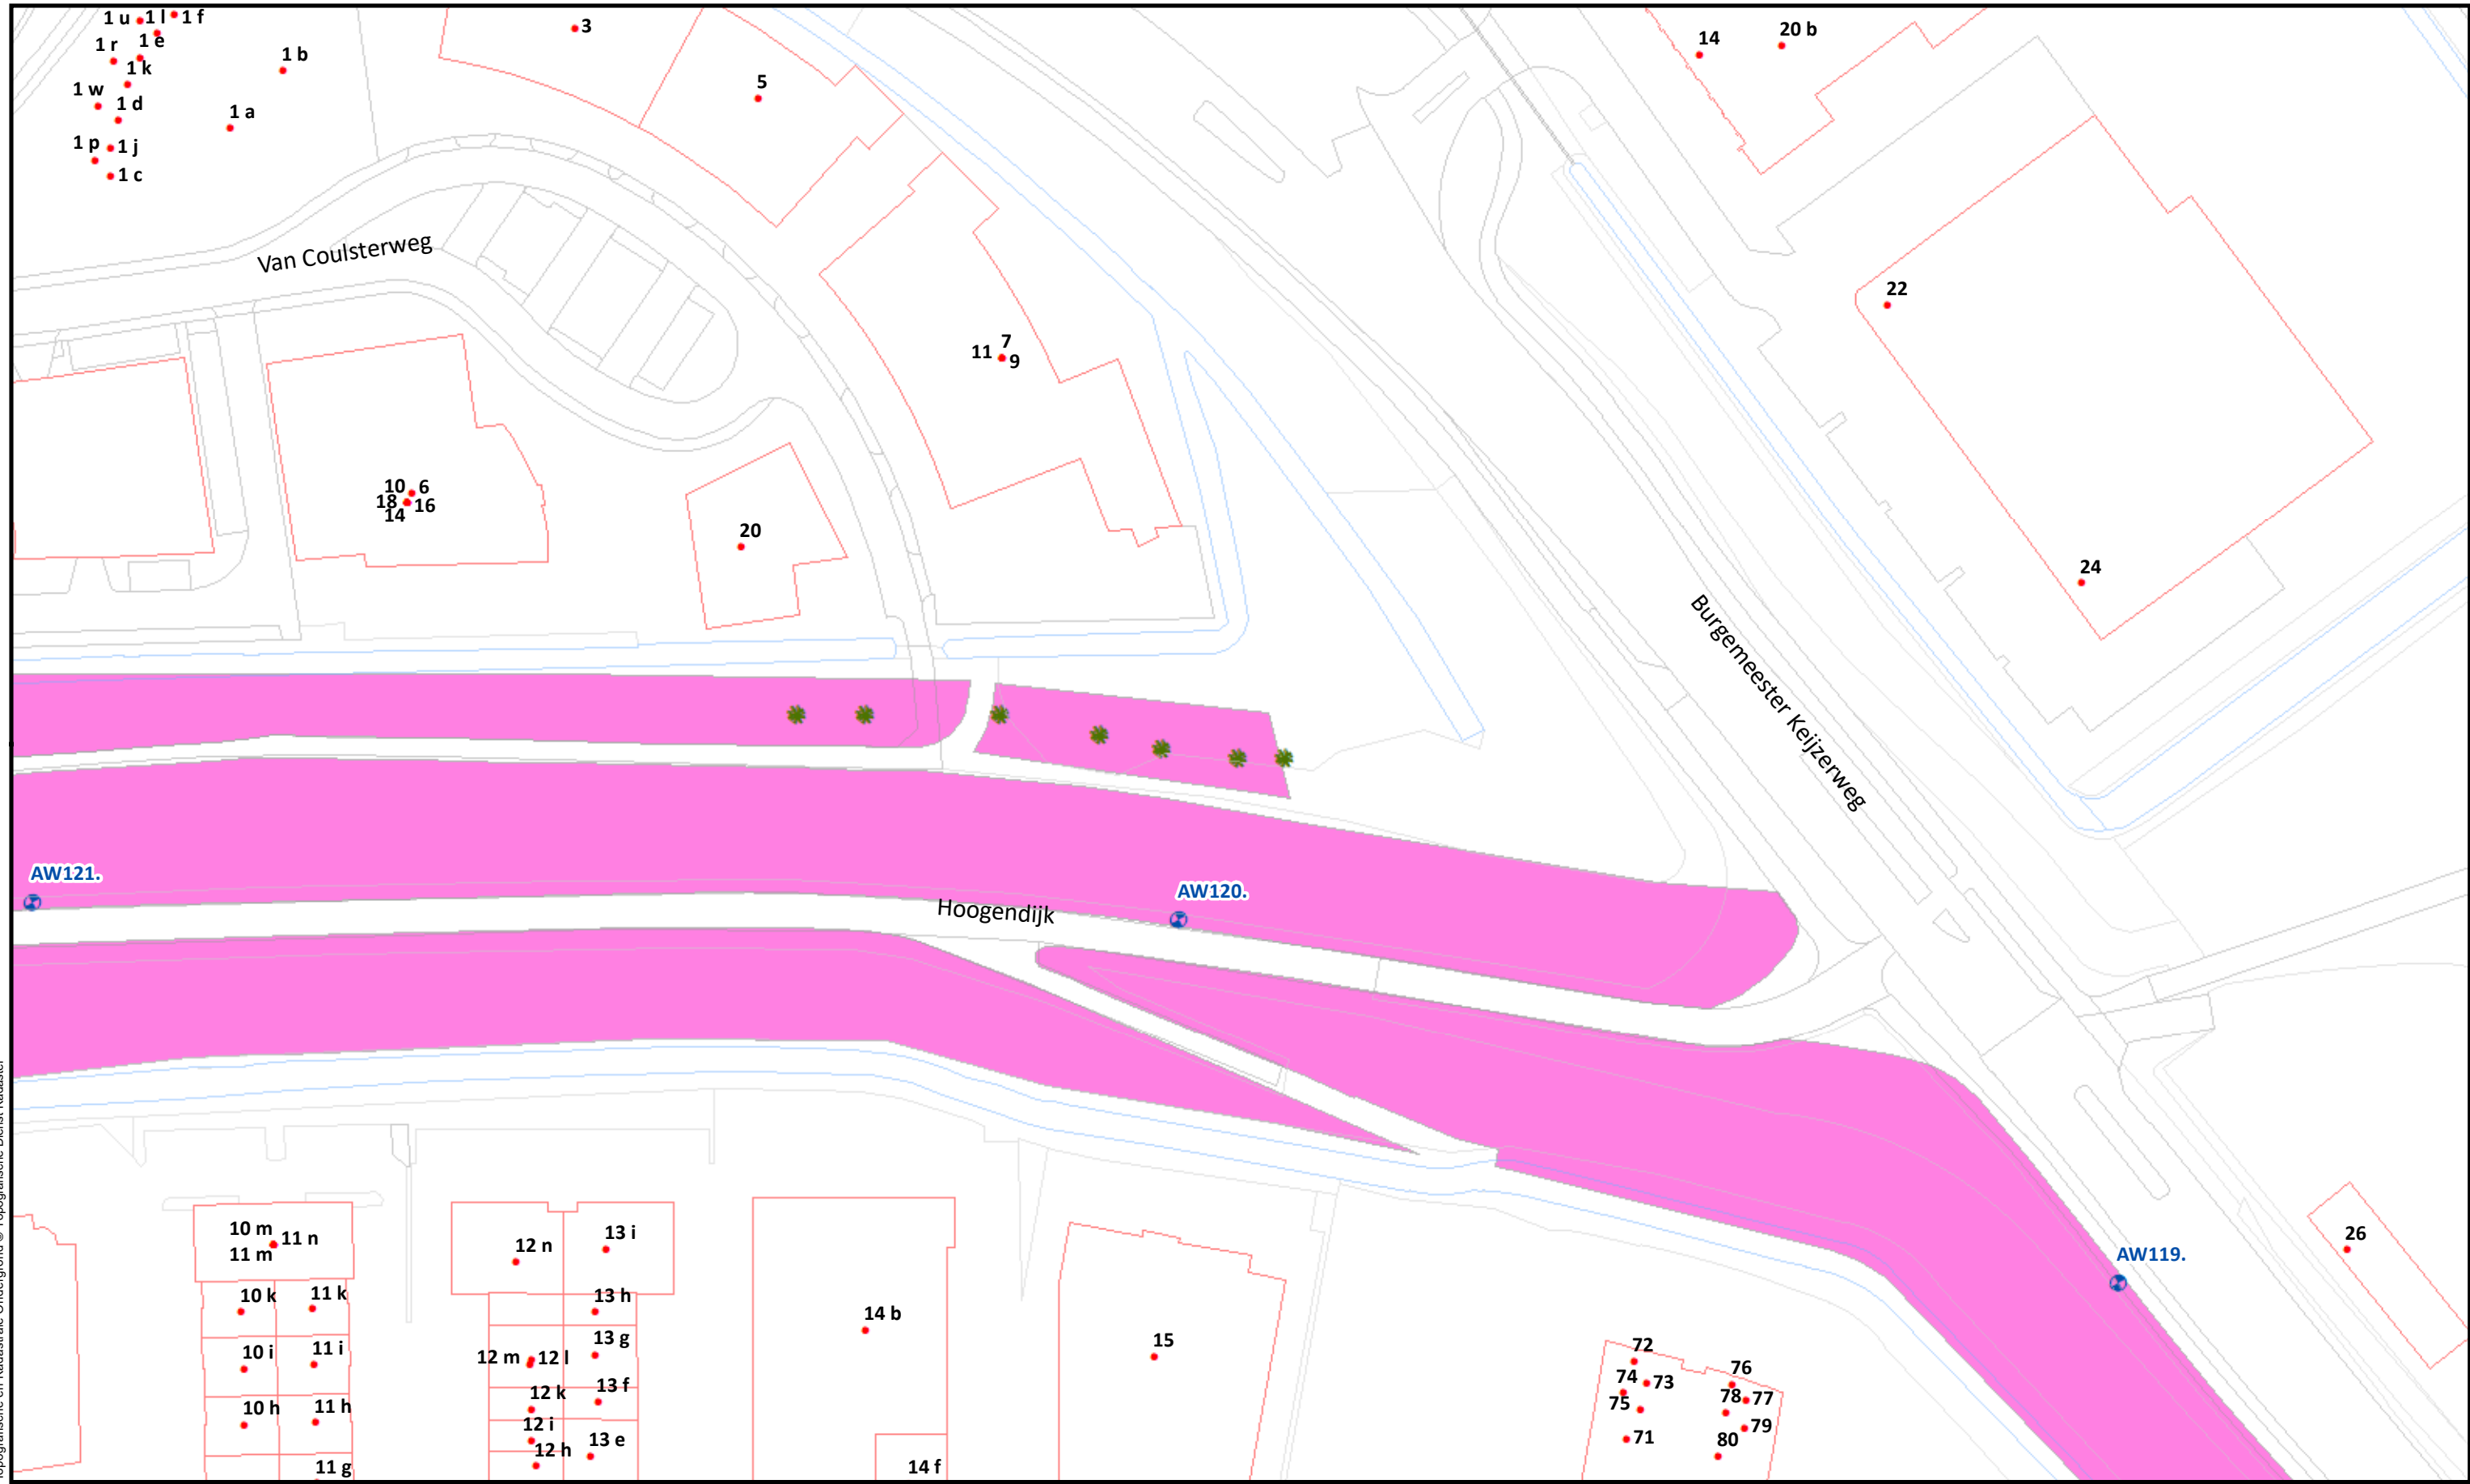 1 u 1 l 1 f
3
14
20 b
1 r 1 e
1 b
1 k
5
1 w
1 d
1 a
1 p 1 j
1 c
Van Coulsterweg
22
7
11 9
10 6
18 16
14
20
24
Burgemeester Keijzerweg
AW121.
AW120.
Hoogendijk
10 m
11 n
11 m
12 n
13 i
26
AW119.
10 k
11 k
13 h
14 b
10 i
11 i
12 m 12 l
13 g
15
72
74 73
75
76
78 77
79
71
80
10 h
11 h
12 k
13 f
12 i
12 h
13 e
11 g
14 f